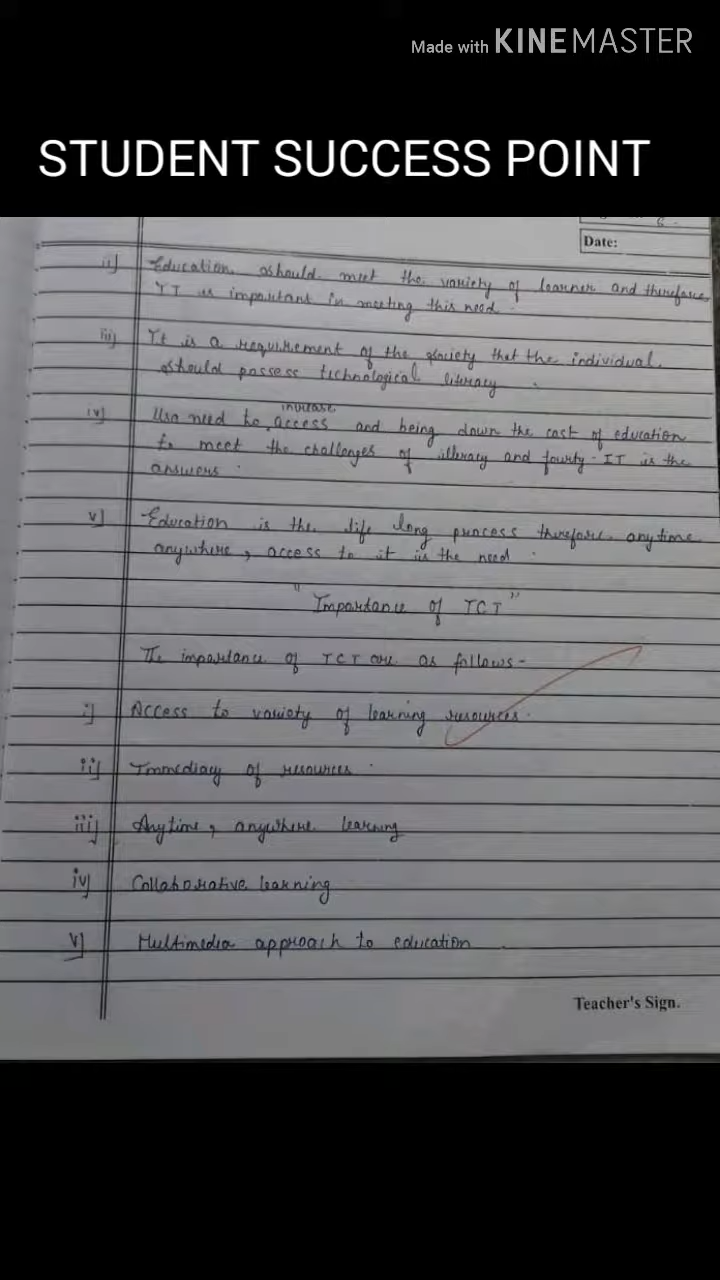 Made with KINEMASTER
STUDENT SUCCESS POINT
Date:
ii) Education should meet the variety of learner and therefore
IT is important in meeting this need.
iii) It is a requirement of the society that the individual.
should possess technological literacy.
increase
iv) Usa need to access and being down the cost of education
to meet the challenges of illeracy and fourty. IT is the
answers.
v) Education is the life long process therefore anytime
anywhere, access to it is the need.
"Importance of ICT"
The importance of ICT are as follows-
i) Access to variety of learning resources.
ii) Immediacy of resources.
iii) Anytime, anywhere learning
iv) Collaborative learning
v) Multimedia approach to education.
Teacher's Sign.